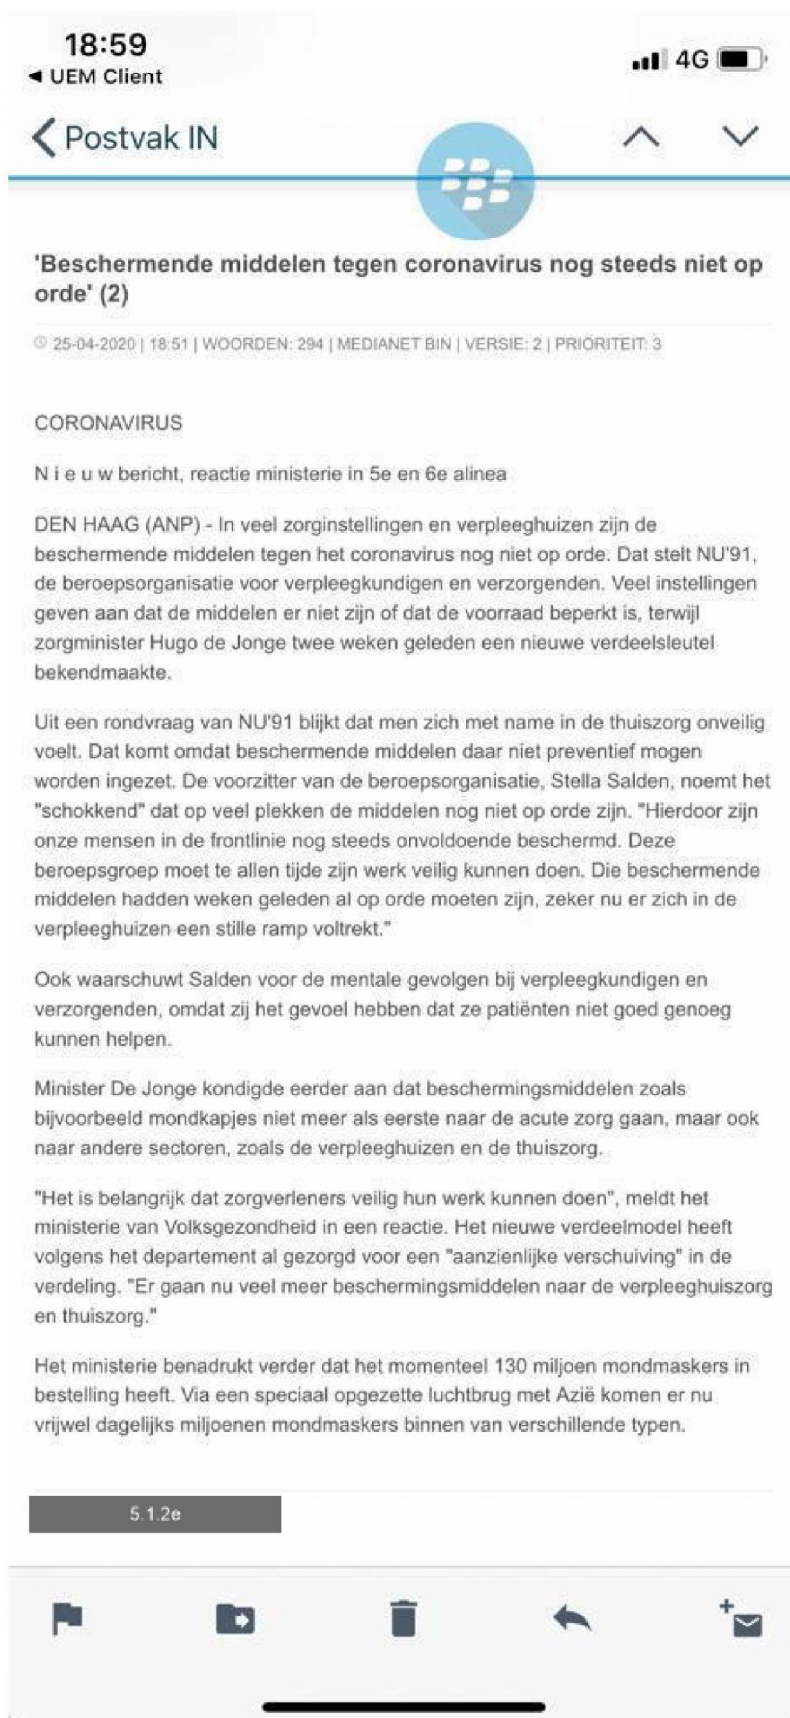 18:59
4G
◀ UEM Client
Postvak IN
'Beschermende middelen tegen coronavirus nog steeds niet op
orde' (2)
25-04-2020 | 18:51 | WOORDEN: 294 | MEDIANET BIN | VERSIE: 2 | PRIORITEIT: 3
CORONAVIRUS
N i e u w bericht, reactie ministerie in 5e en 6e alinea
DEN HAAG (ANP) - In veel zorginstellingen en verpleeghuizen zijn de
beschermende middelen tegen het coronavirus nog niet op orde. Dat stelt NU'91,
de beroepsorganisatie voor verpleegkundigen en verzorgenden. Veel instellingen
geven aan dat de middelen er niet zijn of dat de voorraad beperkt is, terwijl
zorgminister Hugo de Jonge twee weken geleden een nieuwe verdeelsleutel
bekendmaakte.
Uit een rondvraag van NU'91 blijkt dat men zich met name in de thuiszorg onveilig
voelt. Dat komt omdat beschermende middelen daar niet preventief mogen
worden ingezet. De voorzitter van de beroepsorganisatie, Stella Salden, noemt het
"schokkend" dat op veel plekken de middelen nog niet op orde zijn. "Hierdoor zijn
onze mensen in de frontlinie nog steeds onvoldoende beschermd. Deze
beroepsgroep moet te allen tijde zijn werk veilig kunnen doen. Die beschermende
middelen hadden weken geleden al op orde moeten zijn, zeker nu er zich in de
verpleeghuizen een stille ramp voltrekt."
Ook waarschuwt Salden voor de mentale gevolgen bij verpleegkundigen en
verzorgenden, omdat zij het gevoel hebben dat ze patiënten niet goed genoeg
kunnen helpen.
Minister De Jonge kondigde eerder aan dat beschermingsmiddelen zoals
bijvoorbeeld mondkapjes niet meer als eerste naar de acute zorg gaan, maar ook
naar andere sectoren, zoals de verpleeghuizen en de thuiszorg.
"Het is belangrijk dat zorgverleners veilig hun werk kunnen doen", meldt het
ministerie van Volksgezondheid in een reactie. Het nieuwe verdeelmodel heeft
volgens het departement al gezorgd voor een "aanzienlijke verschuiving" in de
verdeling. "Er gaan nu veel meer beschermingsmiddelen naar de verpleeghuiszorg
en thuiszorg."
Het ministerie benadrukt verder dat het momenteel 130 miljoen mondmaskers in
bestelling heeft. Via een speciaal opgezette luchtbrug met Azië komen er nu
vrijwel dagelijks miljoenen mondmaskers binnen van verschillende typen.
5.1.2e